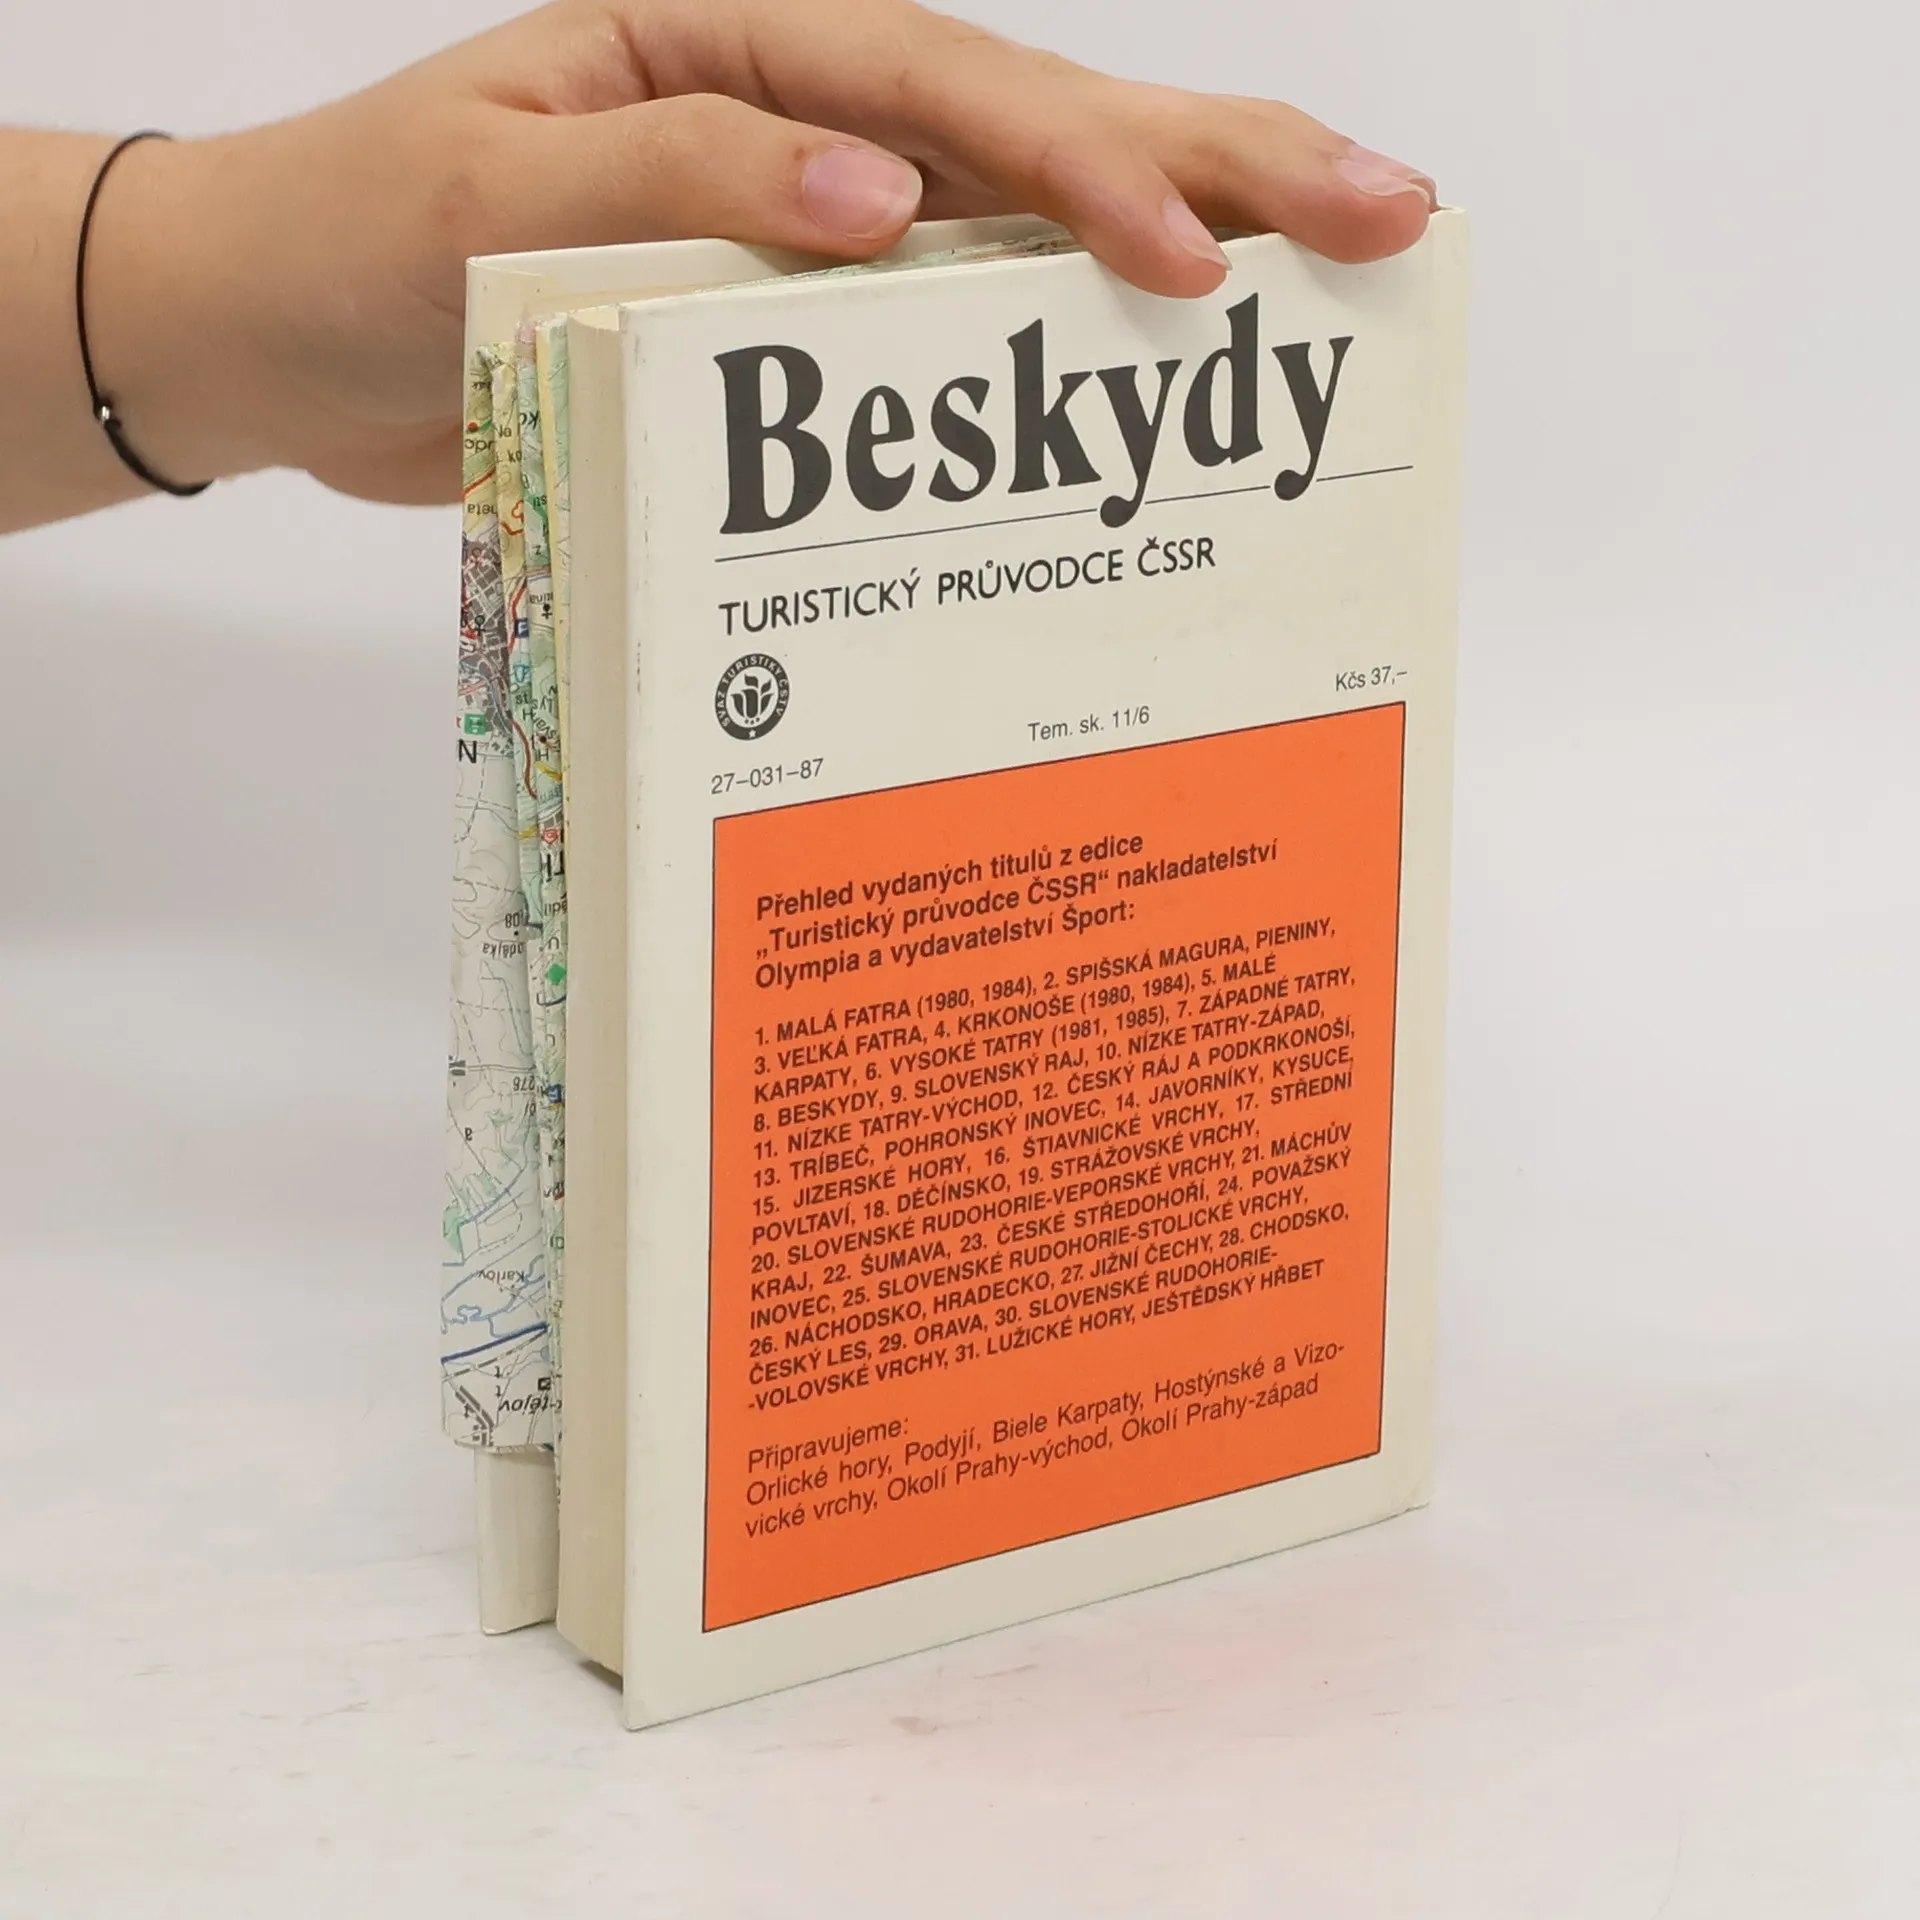 Beskydy
TURISTICKÝ PRŮVODCE ČSSR
SVAZ TURISTIKY ČSTV
Kčs 37,–
Tem. sk. 11/6
27–031–87
Přehled vydaných titulů z edice
„Turistický průvodce ČSSR“ nakladatelství
Olympia a vydavatelství Šport:
1. MALÁ FATRA (1980, 1984), 2. SPIŠSKÁ MAGURA, PIENINY,
3. VEĽKÁ FATRA, 4. KRKONOŠE (1980, 1984), 5. MALÉ
KARPATY, 6. VYSOKÉ TATRY (1981, 1985), 7. ZÁPADNÉ TATRY,
8. BESKYDY, 9. SLOVENSKÝ RAJ, 10. NÍZKE TATRY-ZÁPAD,
11. NÍZKE TATRY-VÝCHOD, 12. ČESKÝ RÁJ A PODKRKONOŠÍ,
13. TRÍBEČ, POHRONSKÝ INOVEC, 14. JAVORNÍKY, KYSUCE,
15. JIZERSKÉ HORY, 16. ŠTIAVNICKÉ VRCHY, 17. STŘEDNÍ
POVLTAVÍ, 18. DĚČÍNSKO, 19. STRÁŽOVSKÉ VRCHY,
20. SLOVENSKÉ RUDOHORIE-VEPORSKÉ VRCHY, 21. MÁCHŮV
KRAJ, 22. ŠUMAVA, 23. ČESKÉ STŘEDOHOŘÍ, 24. POVAŽSKÝ
INOVEC, 25. SLOVENSKÉ RUDOHORIE-STOLICKÉ VRCHY,
26. NÁCHODSKO, HRADECKO, 27. JIŽNÍ ČECHY, 28. CHODSKO,
ČESKÝ LES, 29. ORAVA, 30. SLOVENSKÉ RUDOHORIE-
-VOLOVSKÉ VRCHY, 31. LUŽICKÉ HORY, JEŠTĚDSKÝ HŘBET
Připravujeme:
Orlické hory, Podyjí, Biele Karpaty, Hostýnské a Vizo-
vické vrchy, Okolí Prahy-východ, Okolí Prahy-západ
Karlov